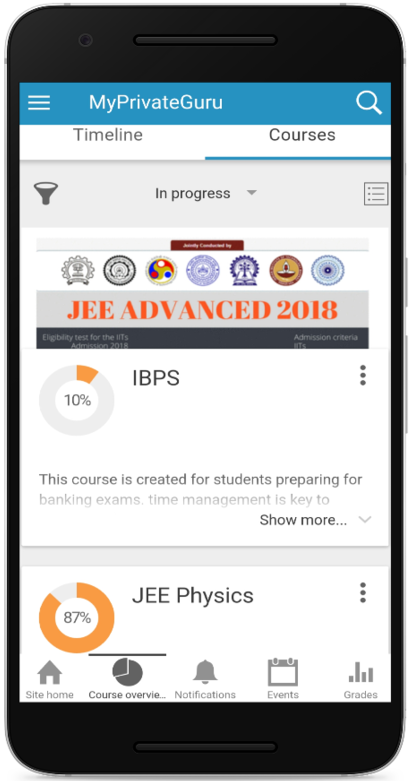 MyPrivateGuru
Timeline Courses
In progress
Jointly Conducted by
JEE ADVANCED 2018
Eligibility test for the IITs Admission criteria
Admission 2018 IITs
IBPS
10%
This course is created for students preparing for
banking exams. time management is key to
Show more...
JEE Physics
87%
Site home Course overvie... Notifications Events Grades